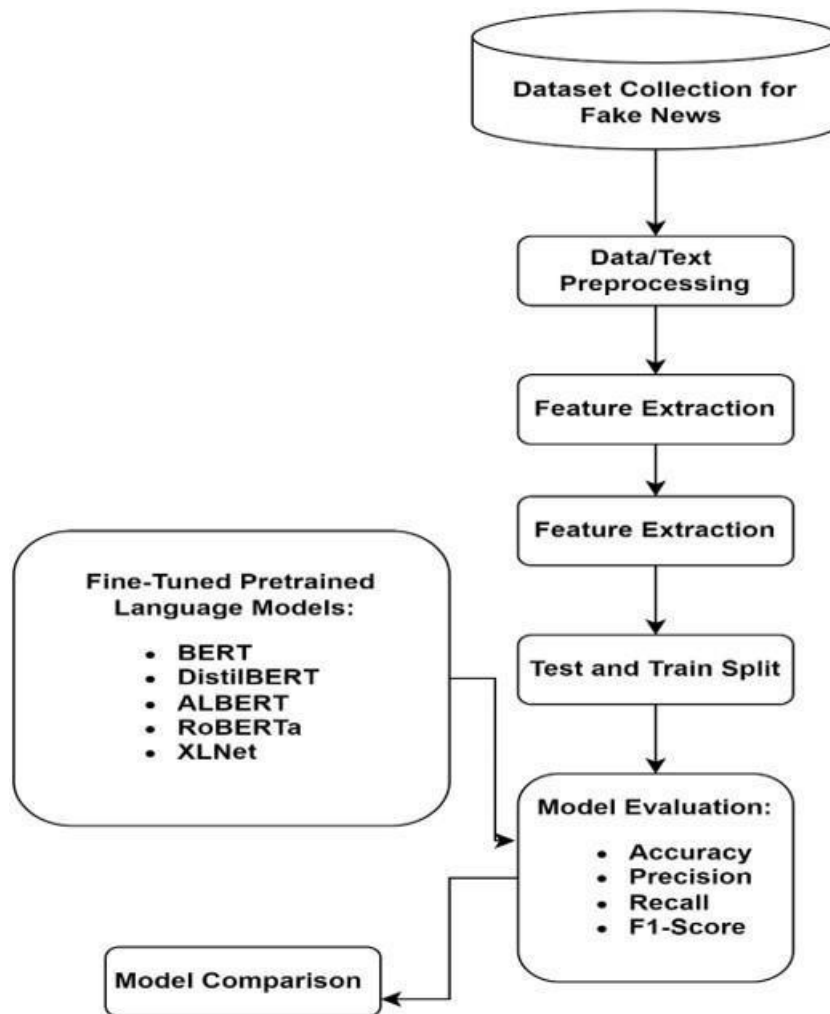 Dataset Collection for
Fake News
Data/Text
Preprocessing
Feature Extraction
Feature Extraction
Fine-Tuned Pretrained
Language Models:
• BERT
• DistilBERT
• ALBERT
• RoBERTa
• XLNet
Test and Train Split
Model Evaluation:
• Accuracy
• Precision
• Recall
• F1-Score
Model Comparison